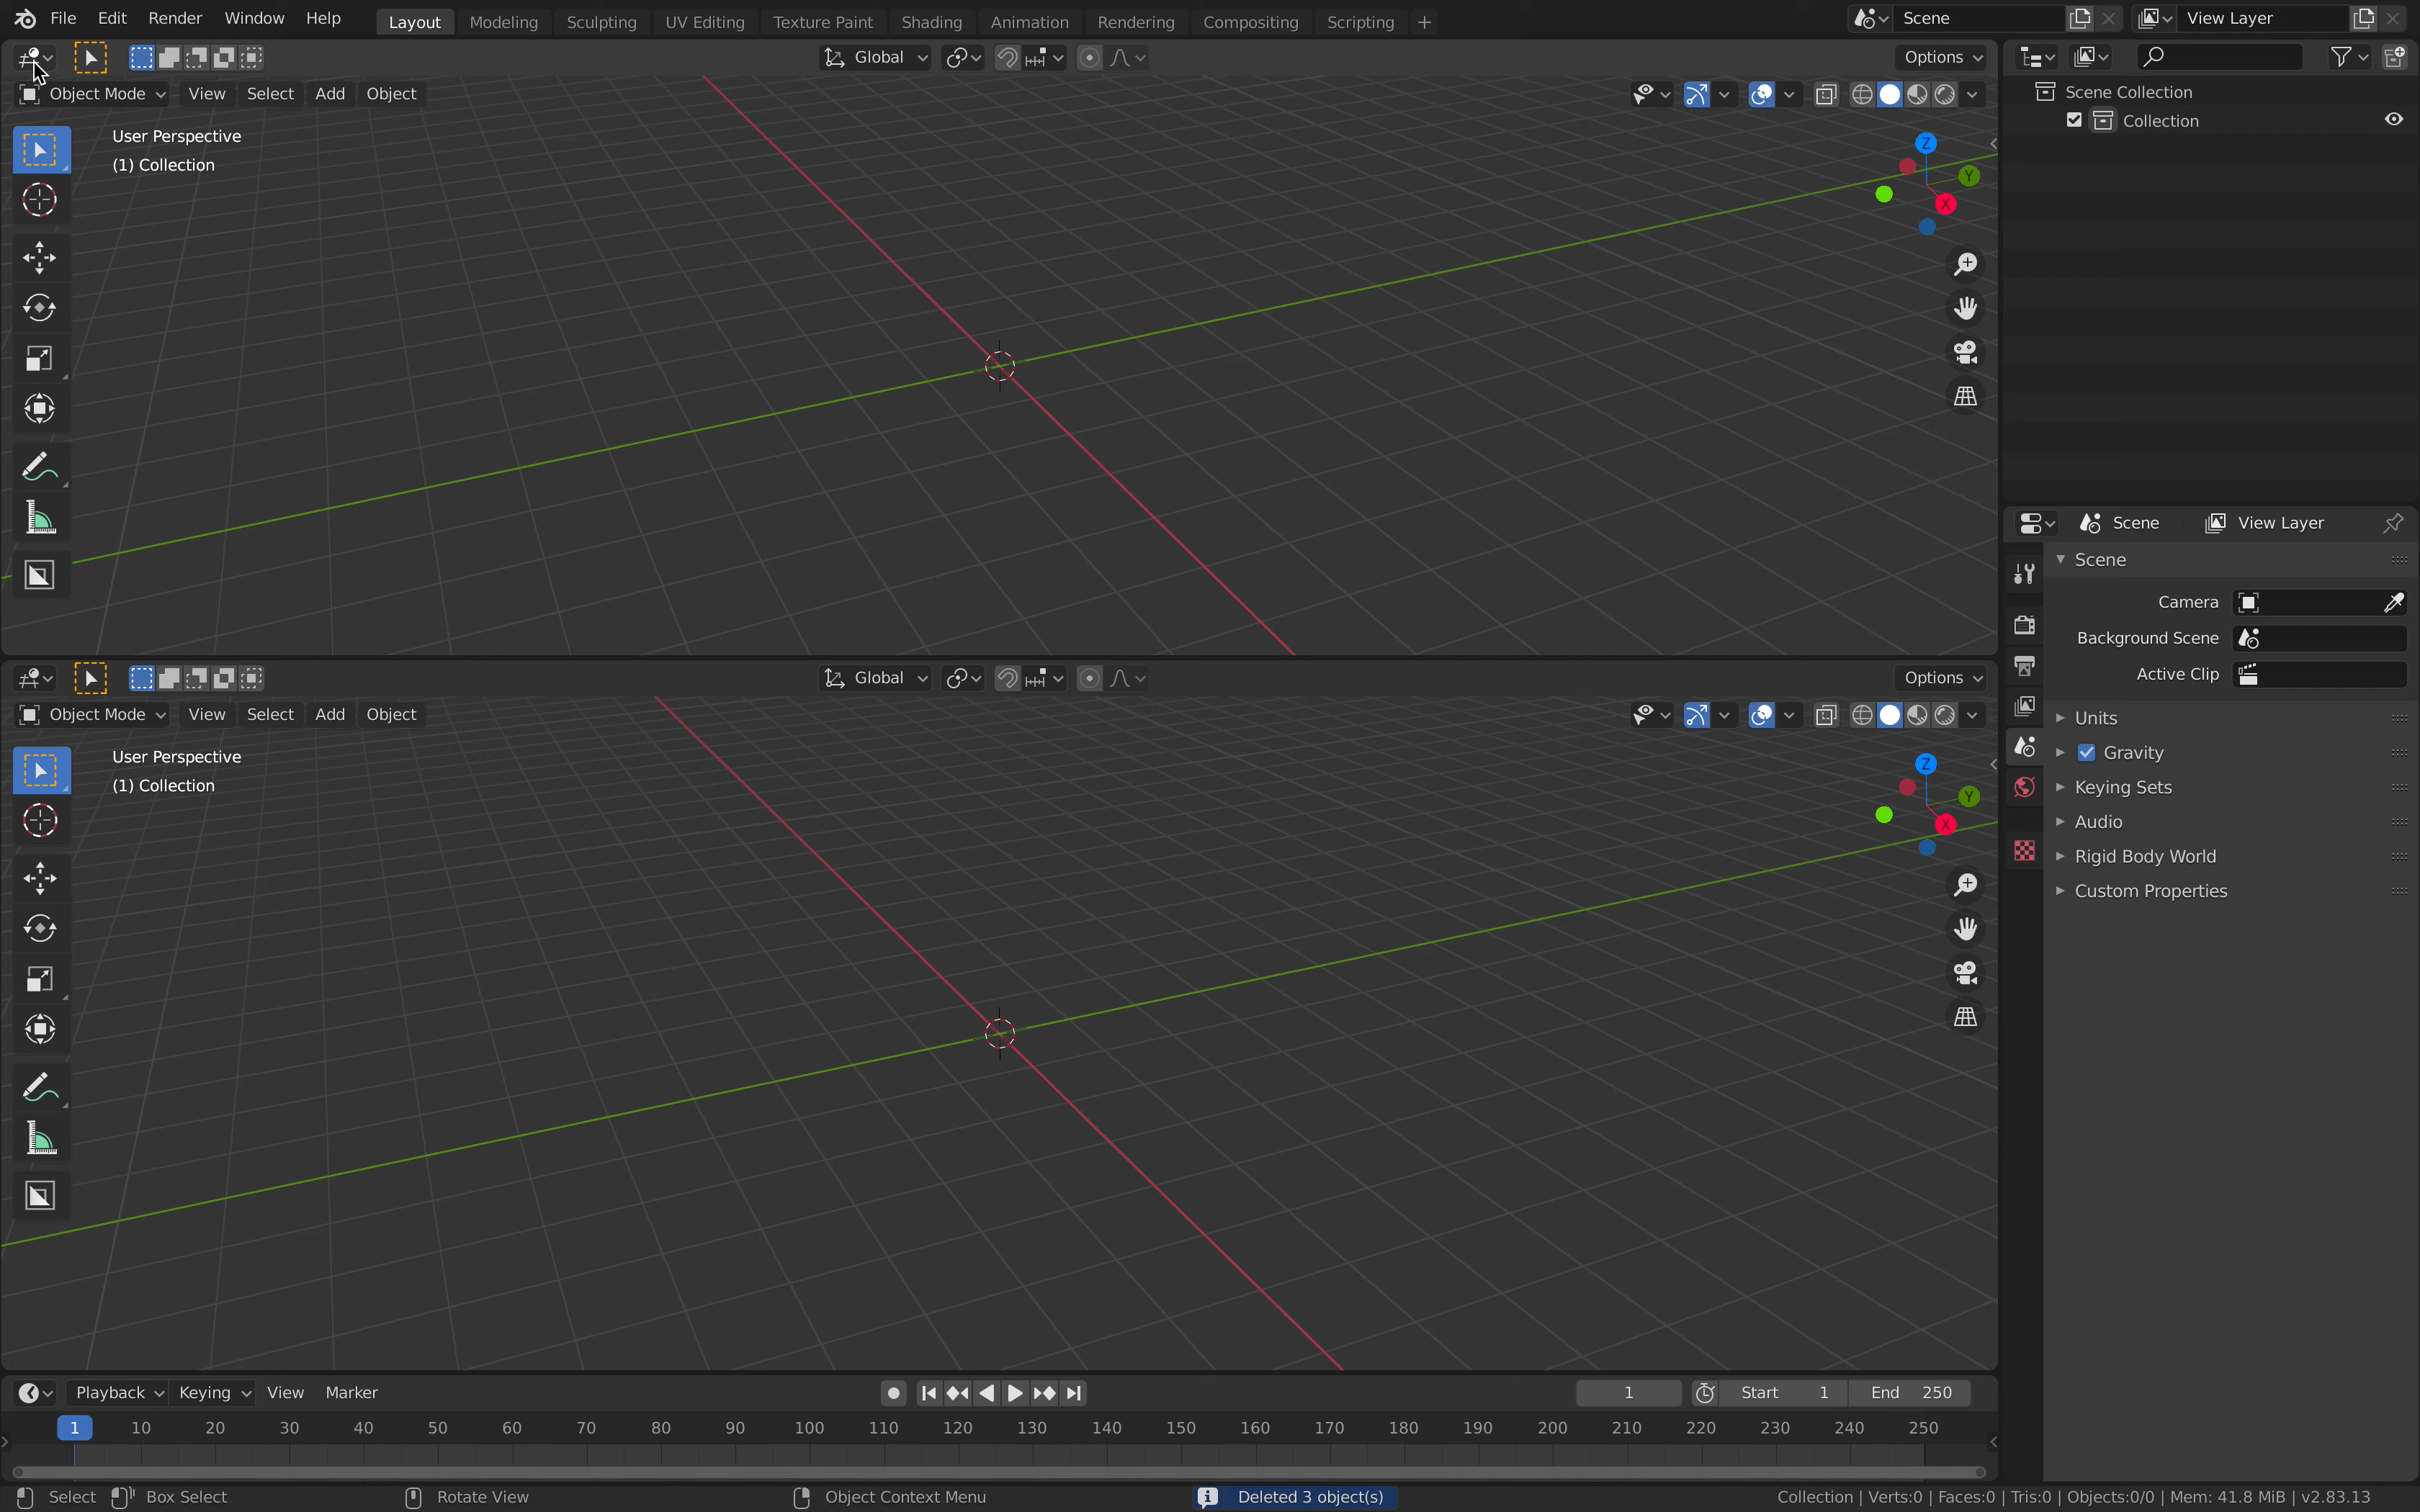 File Edit Render Window Help Layout Modeling Sculpting UV Editing Texture Paint Shading Animation Rendering Compositing Scripting + Scene View Layer
Global Options
Object Mode View Select Add Object
User Perspective
(1) Collection
Z
Y
X
Scene Collection
Collection
Scene View Layer
Scene
Camera
Background Scene
Active Clip
Units
Gravity
Keying Sets
Audio
Rigid Body World
Custom Properties
Global Options
Object Mode View Select Add Object
User Perspective
(1) Collection
Z
Y
X
Playback Keying View Marker 1 Start 1 End 250
1 10 20 30 40 50 60 70 80 90 100 110 120 130 140 150 160 170 180 190 200 210 220 230 240 250
Select Box Select Rotate View Object Context Menu Deleted 3 object(s) Collection | Verts:0 | Faces:0 | Tris:0 | Objects:0/0 | Mem: 41.8 MiB | v2.83.13